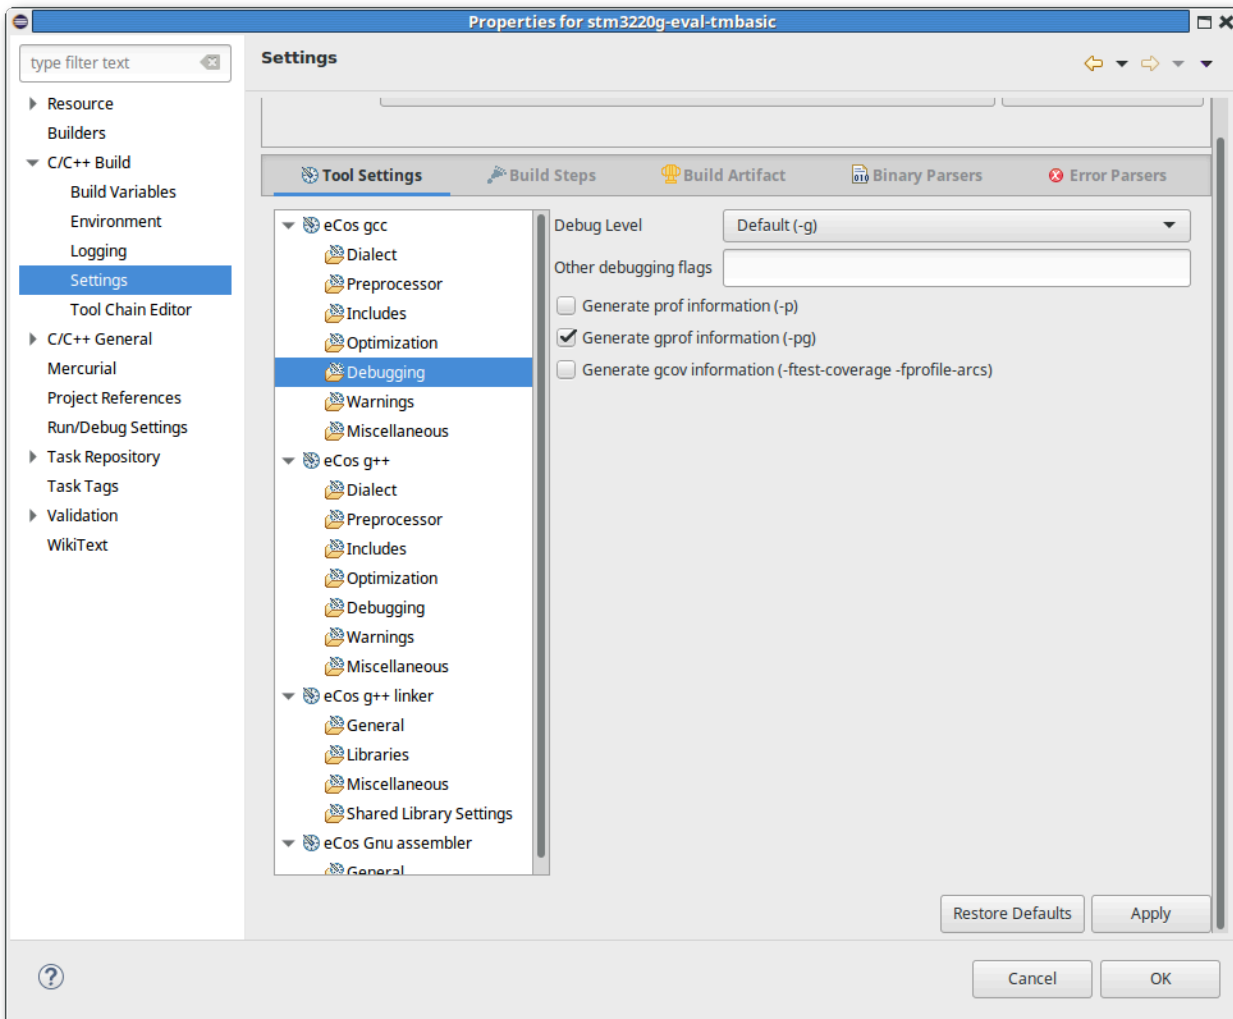 Properties for stm3220g-eval-tmbasic
type filter text
Resource
Builders
C/C++ Build
Build Variables
Environment
Logging
Settings
Tool Chain Editor
C/C++ General
Mercurial
Project References
Run/Debug Settings
Task Repository
Task Tags
Validation
WikiText
Settings
Tool Settings
Build Steps
Build Artifact
Binary Parsers
Error Parsers
eCos gcc
Dialect
Preprocessor
Includes
Optimization
Debugging
Warnings
Miscellaneous
eCos g++
Dialect
Preprocessor
Includes
Optimization
Debugging
Warnings
Miscellaneous
eCos g++ linker
General
Libraries
Miscellaneous
Shared Library Settings
eCos Gnu assembler
General
Debug Level
Default (-g)
Other debugging flags
Generate prof information (-p)
Generate gprof information (-pg)
Generate gcov information (-ftest-coverage -fprofile-arcs)
Restore Defaults
Apply
Cancel
OK